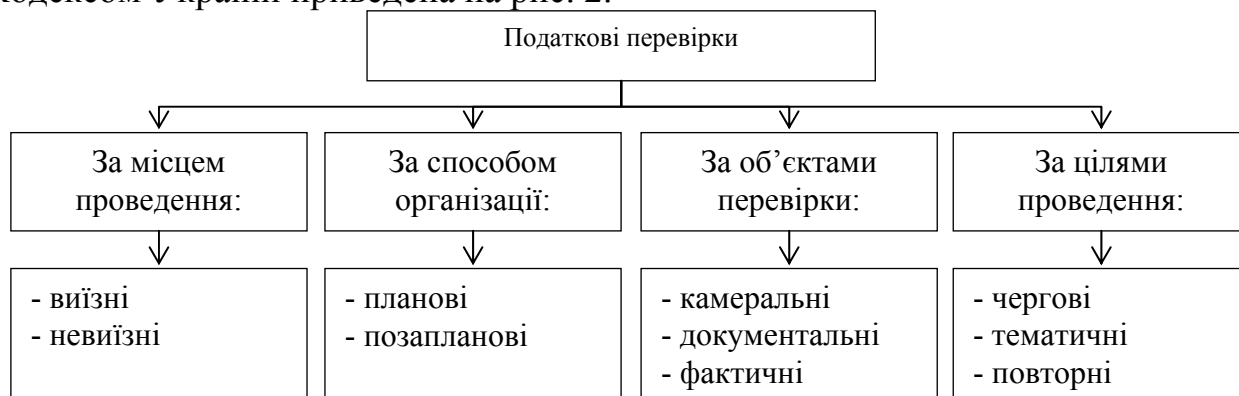 кодексом України приведена на рис. 2.
Податкові перевірки
За місцем
проведення:
За способом
організації:
За об’єктами
перевірки:
За цілями
проведення:
- виїзні
- невиїзні
- планові
- позапланові
- камеральні
- документальні
- фактичні
- чергові
- тематичні
- повторні